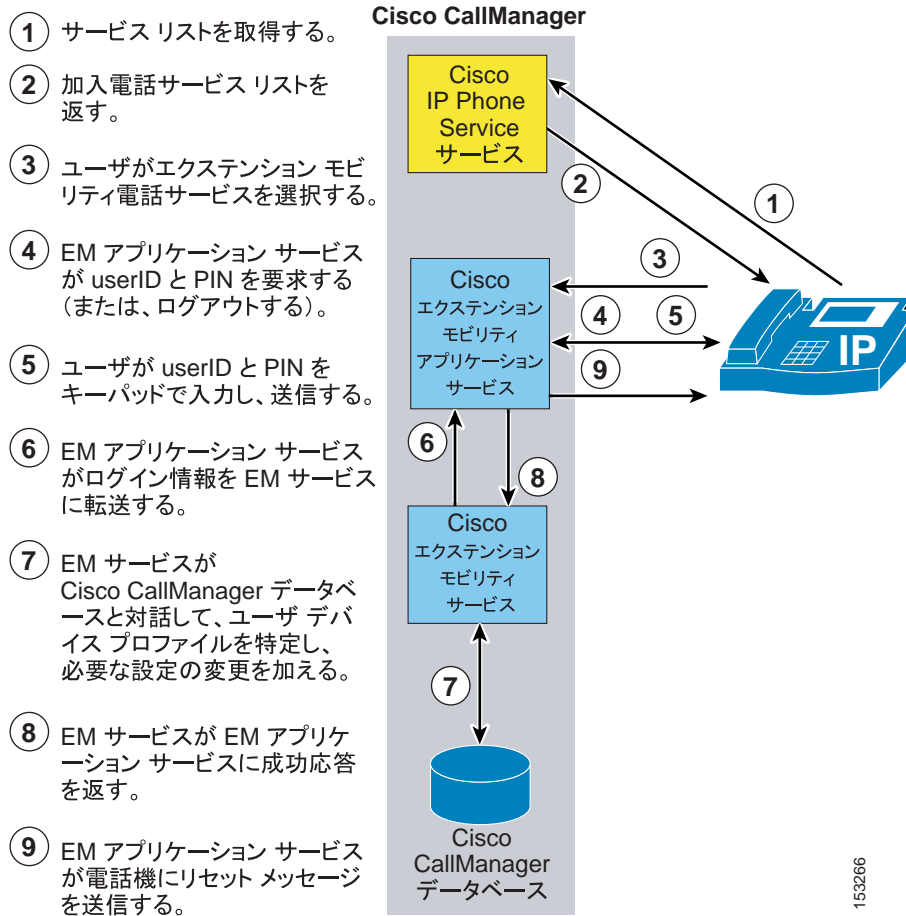 Cisco CallManager
1 サービス リストを取得する。
2 加入電話サービス リストを
返す。
3 ユーザがエクステンション モビ
リティ電話サービスを選択する。
4 EM アプリケーション サービス
が userID と PIN を要求する
（または、ログアウトする）。
5 ユーザが userID と PIN を
キーパッドで入力し、送信する。
6 EM アプリケーション サービス
がログイン情報を EM サービス
に転送する。
7 EM サービスが
Cisco CallManager データベ
ースと対話して、ユーザ デバ
イス プロファイルを特定し、
必要な設定の変更を加える。
8 EM サービスが EM アプリケ
ーション サービスに成功応答
を返す。
9 EM アプリケーション サービス
が電話機にリセット メッセージ
を送信する。
Cisco
IP Phone
Service
サービス
2
1
Cisco
エクステンション
モビリティ
アプリケーション
サービス
3
4
5
9
IP
6
8
Cisco
エクステンション
モビリティ
サービス
7
Cisco
CallManager
データベース
153266